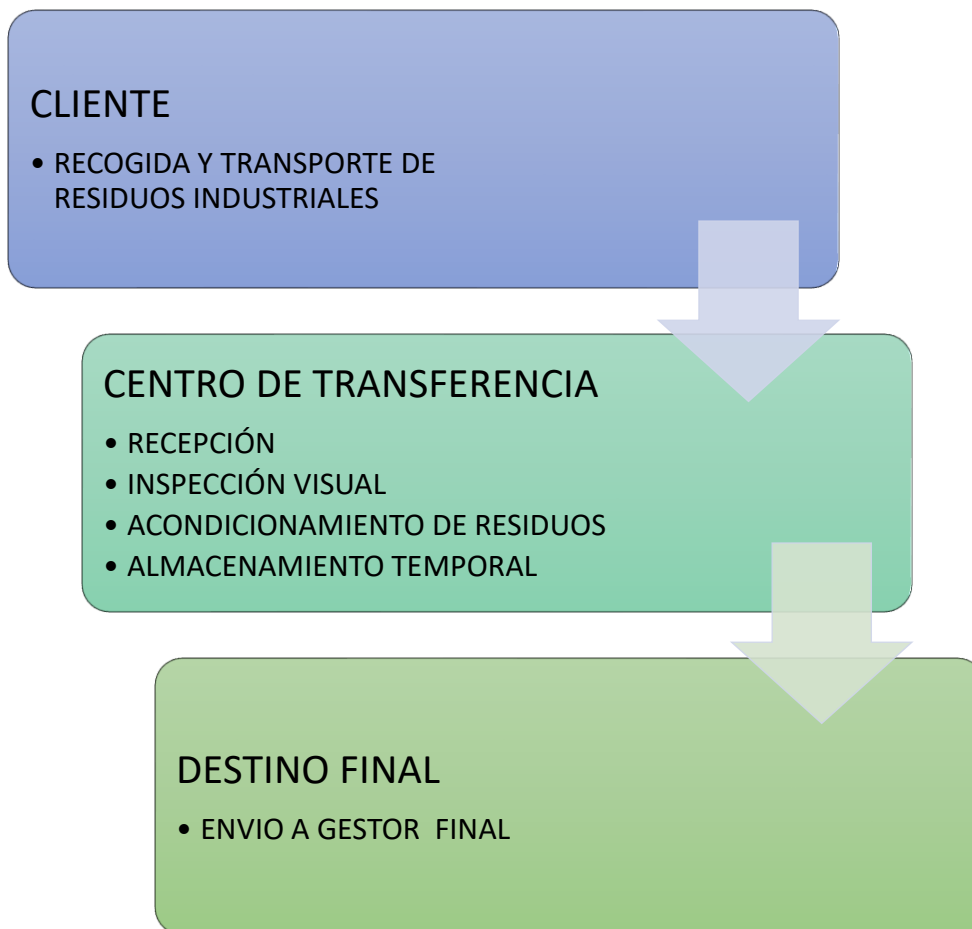 CLIENTE
• RECOGIDA Y TRANSPORTE DE
RESIDUOS INDUSTRIALES
CENTRO DE TRANSFERENCIA
• RECEPCIÓN
• INSPECCIÓN VISUAL
• ACONDICIONAMIENTO DE RESIDUOS
• ALMACENAMIENTO TEMPORAL
DESTINO FINAL
• ENVIO A GESTOR FINAL